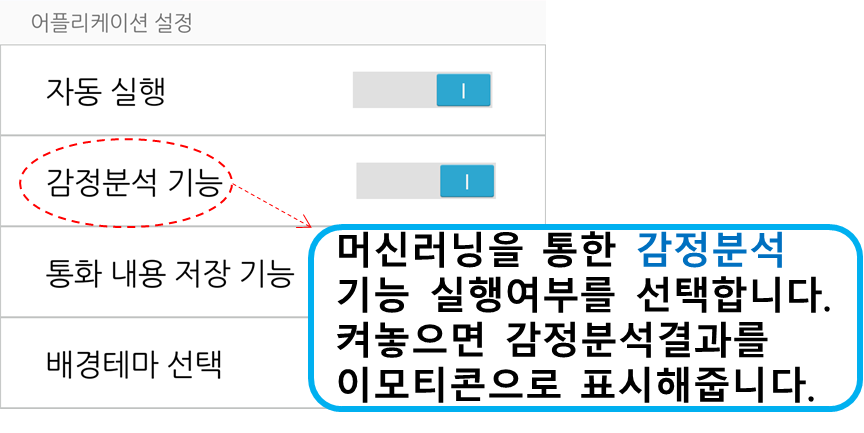 어플리케이션 설정
자동 실행
감정분석 기능
통화 내용 저장 기능
배경테마 선택
머신러닝을 통한 감정분석
기능 실행여부를 선택합니다.
켜놓으면 감정분석결과를
이모티콘으로 표시해줍니다.